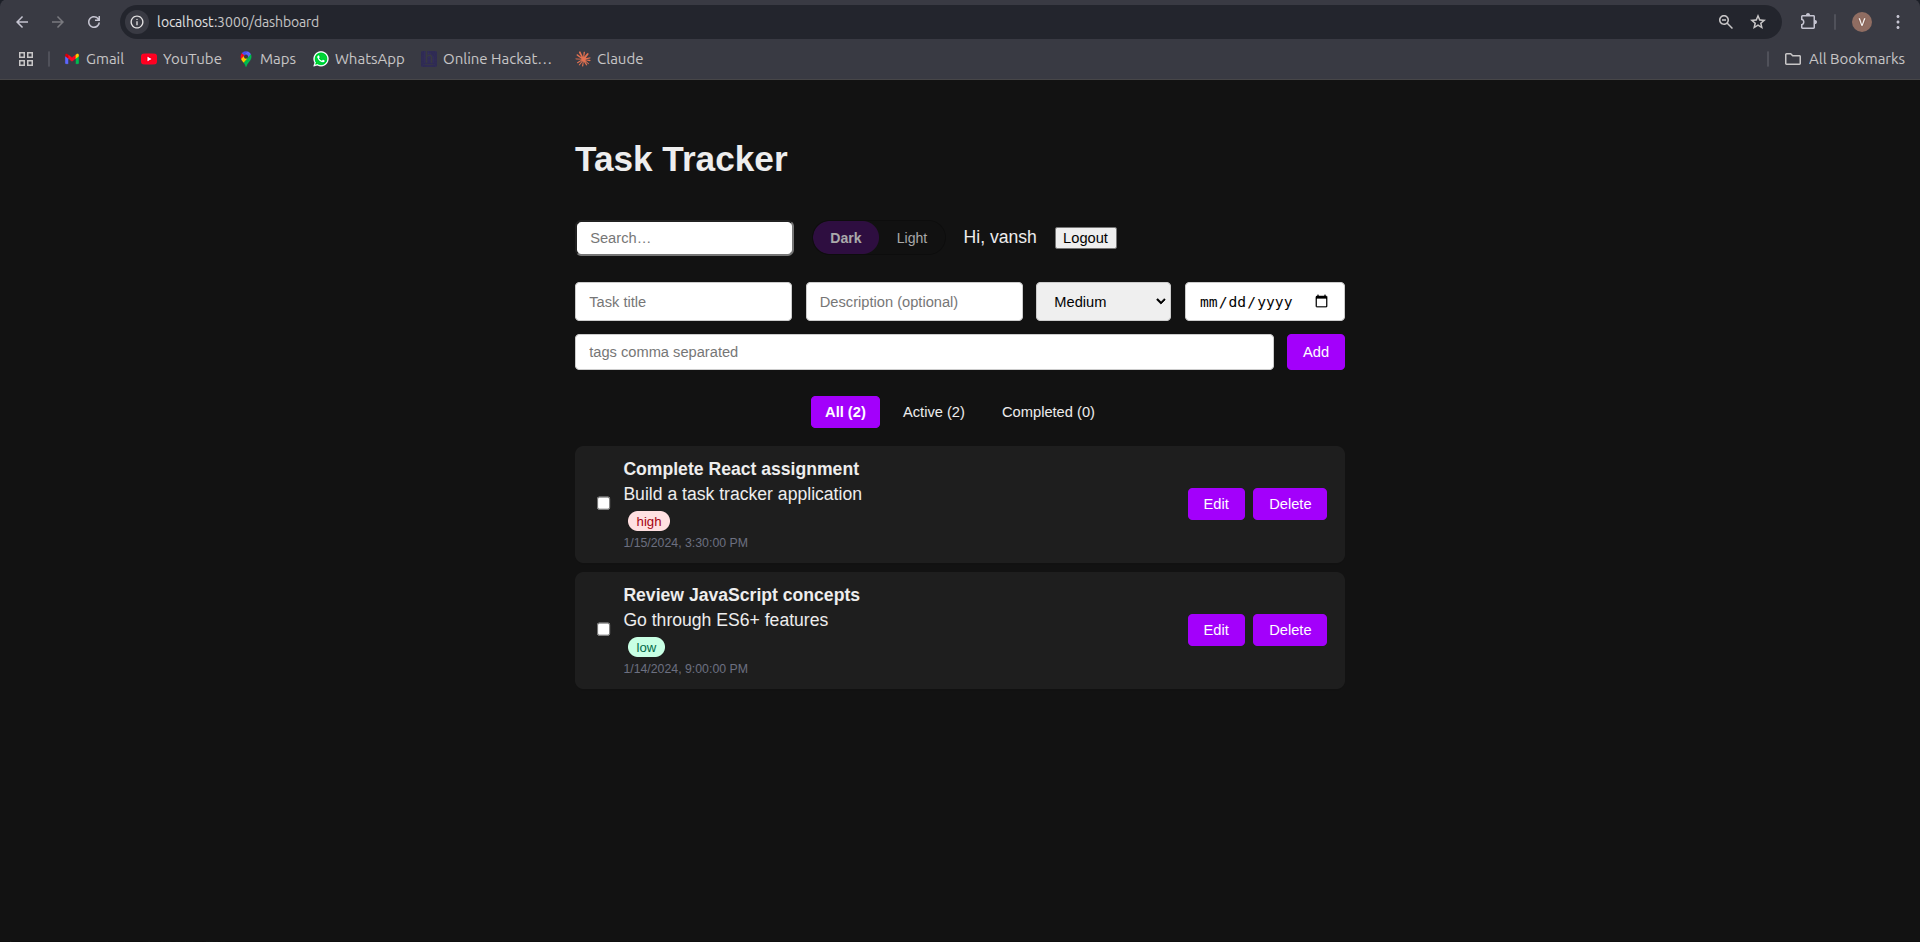 localhost:3000/dashboard
V
Gmail YouTube Maps WhatsApp Online Hackat... Claude All Bookmarks
Task Tracker
Search... Dark Light Hi, vansh Logout
Task title Description (optional) Medium mm/dd/yyyy
tags comma separated Add
All (2) Active (2) Completed (0)
Complete React assignment
Build a task tracker application
Edit Delete
high
1/15/2024, 3:30:00 PM
Review JavaScript concepts
Go through ES6+ features
Edit Delete
low
1/14/2024, 9:00:00 PM